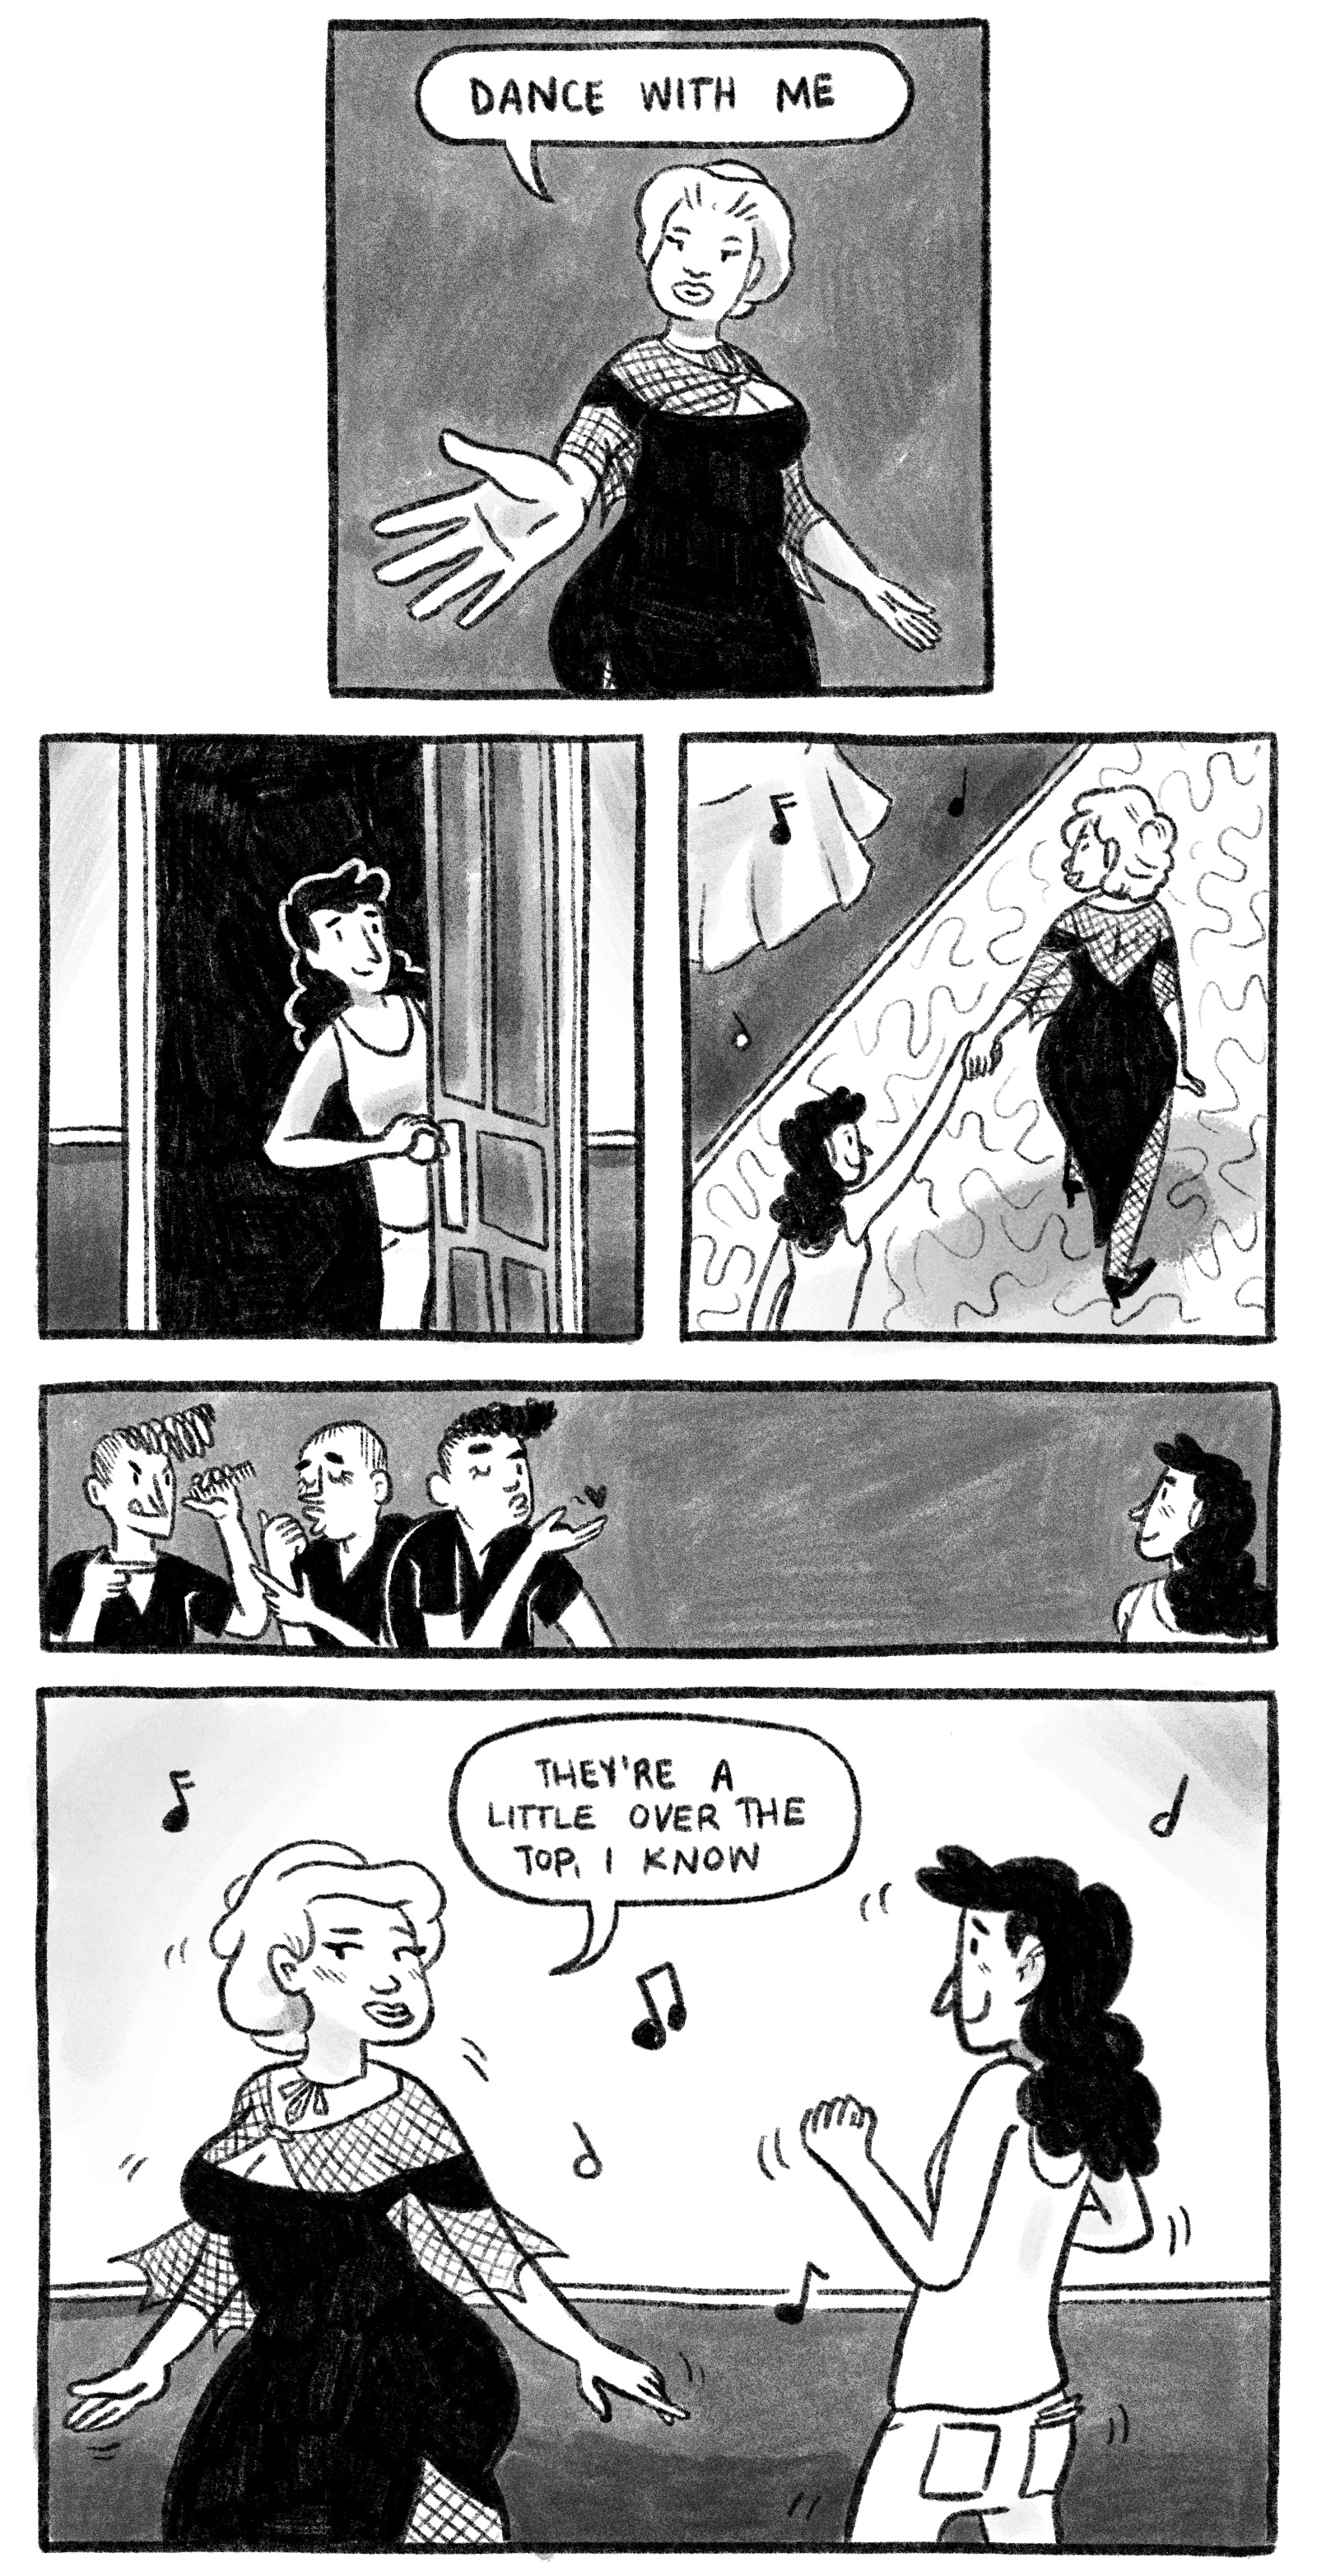 DANCE WITH ME
THEY'RE A
LITTLE OVER THE
TOP, I KNOW